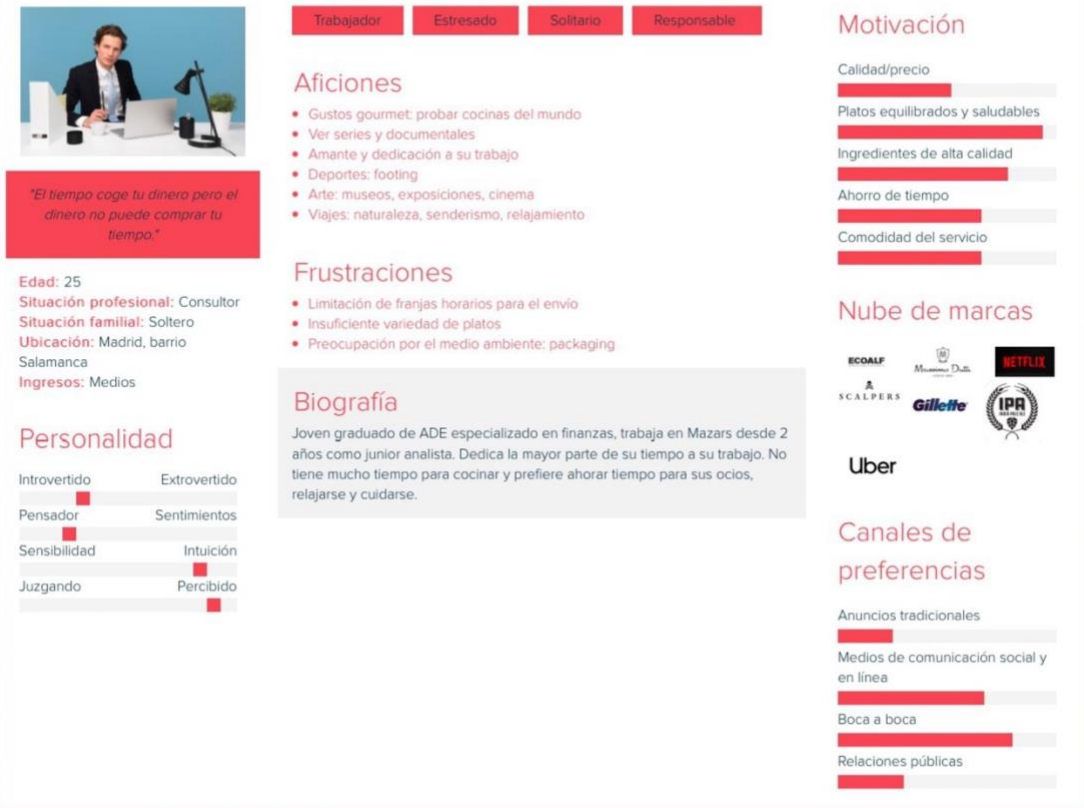 Trabajador
Estresado
Solitario
Responsable
"El tiempo coge tu dinero pero el
dinero no puede comprar tu
tiempo."
Edad: 25
Situación profesional: Consultor
Situación familial: Soltero
Ubicación: Madrid, barrio
Salamanca
Ingresos: Medios
Personalidad
Introvertido Extrovertido
Pensador Sentimientos
Sensibilidad Intuición
Juzgando Percibido
Aficiones
• Gustos gourmet: probar cocinas del mundo
• Ver series y documentales
• Amante y dedicación a su trabajo
• Deportes: footing
• Arte: museos, exposiciones, cinema
• Viajes: naturaleza, senderismo, relajamiento
Frustraciones
• Limitación de franjas horarios para el envío
• Insuficiente variedad de platos
• Preocupación por el medio ambiente: packaging
Biografía
Joven graduado de ADE especializado en finanzas, trabaja en Mazars desde 2
años como junior analista. Dedica la mayor parte de su tiempo a su trabajo. No
tiene mucho tiempo para cocinar y prefiere ahorar tiempo para sus ocios,
relajarse y cuidarse.
Motivación
Calidad/precio
Platos equilibrados y saludables
Ingredientes de alta calidad
Ahorro de tiempo
Comodidad del servicio
Nube de marcas
ECOALF
Massimo Dutti
NETFLIX
SCALPERS
Gillette
IPA
Uber
Canales de
preferencias
Anuncios tradicionales
Medios de comunicación social y
en línea
Boca a boca
Relaciones públicas